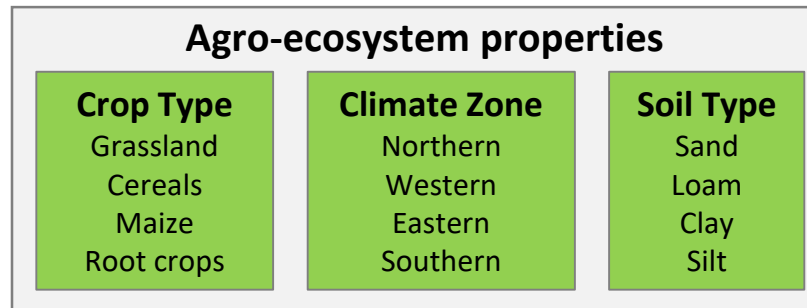 Agro-ecosystem properties
Crop Type
Grassland
Cereals
Maize
Root crops
Climate Zone
Northern
Western
Eastern
Southern
Soil Type
Sand
Loam
Clay
Silt